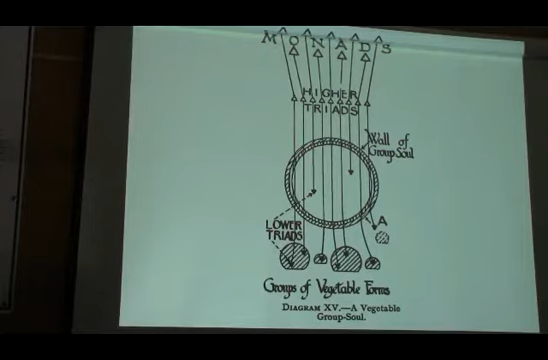 MONADS
HIGHER
TRIADS
Wall of
Group Soul
A
LOWER
TRIADS
Groups of Vegetable Forms
DIAGRAM XV.—A Vegetable
Group-Soul.